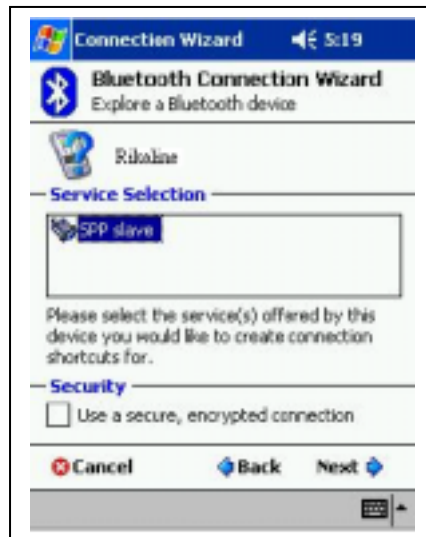 Connection Wizard 5:19
Bluetooth Connection Wizard
Explore a Bluetooth device
Rikaline
Service Selection
SPP slave
Please select the service(s) offered by this
device you would like to create connection
shortcuts for.
Security
Use a secure, encrypted connection
Cancel Back Next